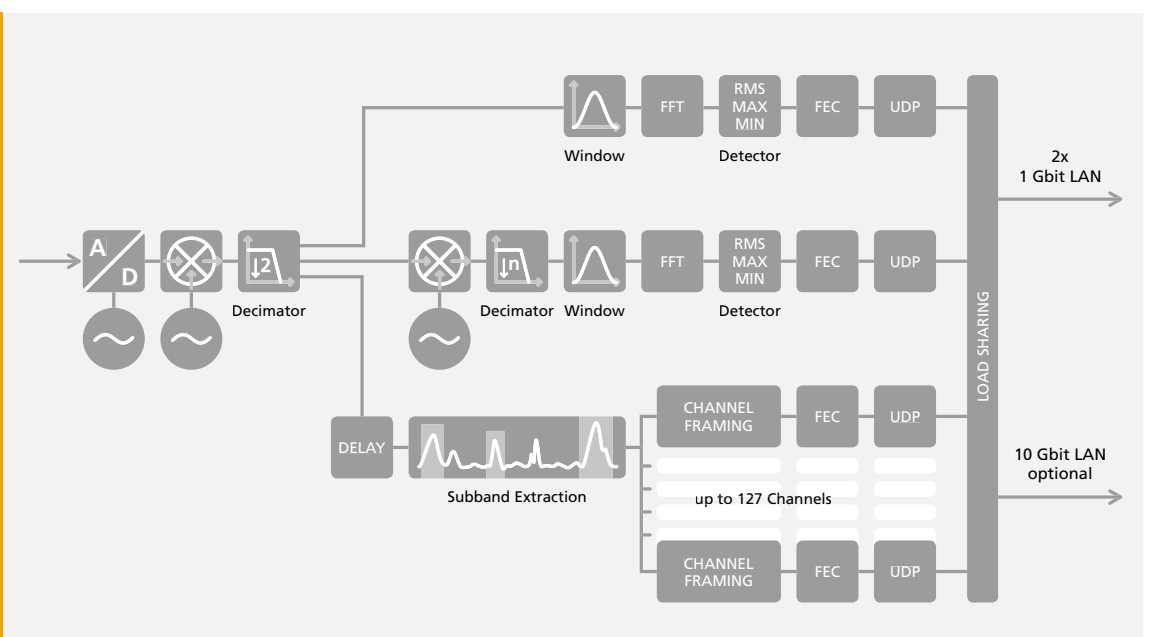 RMS
MAX
MIN
FFT
FEC
UDP
Window
Detector
2x
1 Gbit LAN
A
D
↓2
↓n
RMS
MAX
MIN
FFT
FEC
UDP
Decimator
Decimator
Window
Detector
LOAD SHARING
CHANNEL
FRAMING
FEC
UDP
DELAY
Subband Extraction
up to 127 Channels
10 Gbit LAN
optional
CHANNEL
FRAMING
FEC
UDP